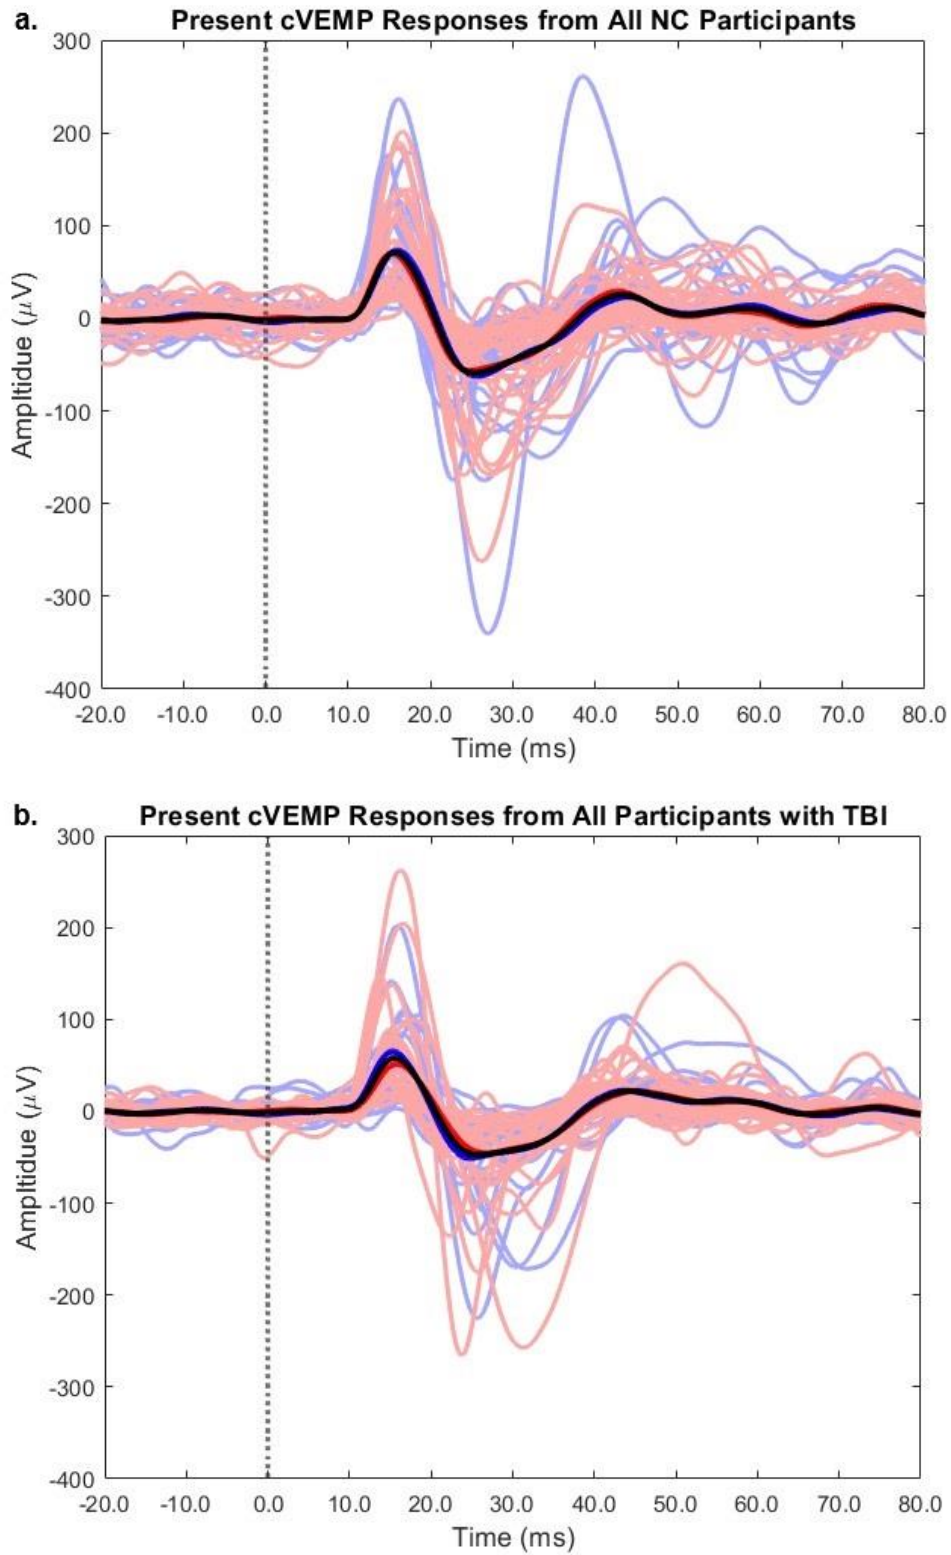 a. Present cVEMP Responses from All NC Participants
300
200
100
0
-100
-200
-300
-400
Ampltidue (μV)
-20.0 -10.0 0.0 10.0 20.0 30.0 40.0 50.0 60.0 70.0 80.0
Time (ms)
b. Present cVEMP Responses from All Participants with TBI
300
200
100
0
-100
-200
-300
-400
Ampltidue (μV)
-20.0 -10.0 0.0 10.0 20.0 30.0 40.0 50.0 60.0 70.0 80.0
Time (ms)